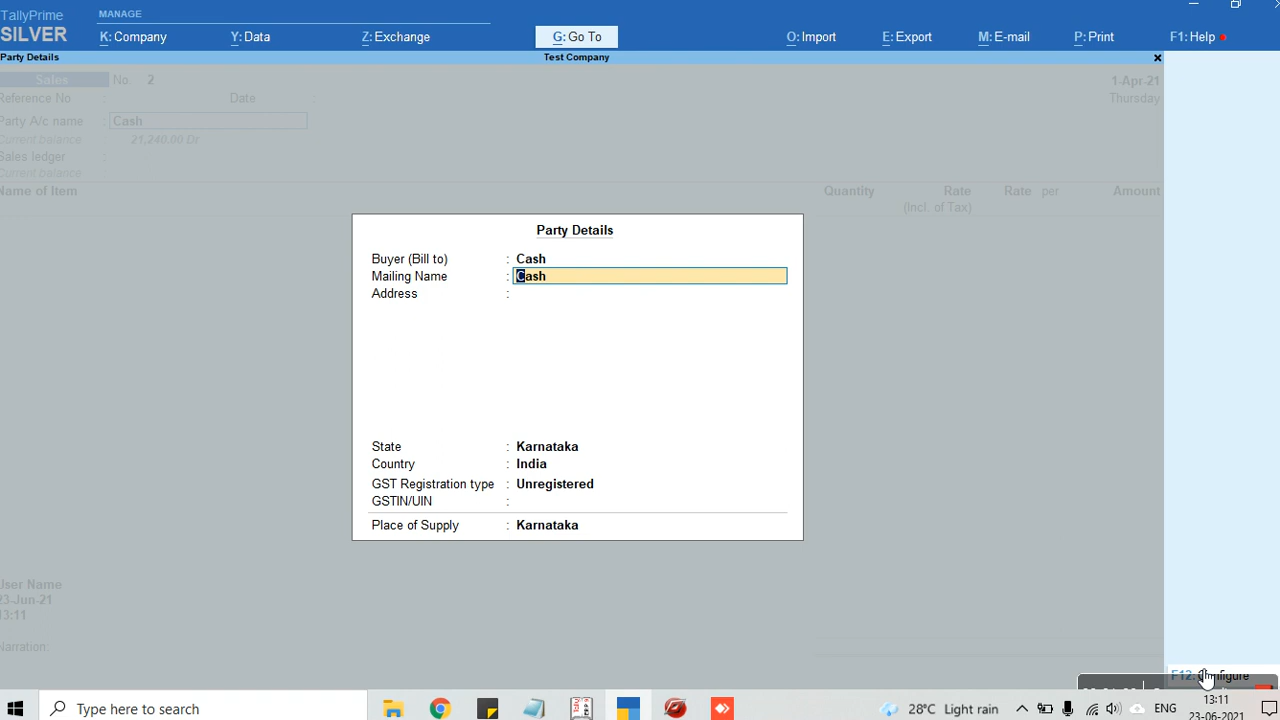 TallyPrime
MANAGE
SILVER
K: Company
Y: Data
Z: Exchange
G: Go To
O: Import
E: Export
M: E-mail
P: Print
F1: Help
Party Details
Test Company
Sales No. 2
1-Apr-21
Reference No : Date :
Thursday
Party A/c name : Cash
Current balance : 21,240.00 Dr
Sales ledger :
Current balance :
Name of Item
Quantity Rate Rate per Amount
(Incl. of Tax)
Party Details
Buyer (Bill to) : Cash
Mailing Name : Cash
Address :
State : Karnataka
Country : India
GST Registration type : Unregistered
GSTIN/UIN :
Place of Supply : Karnataka
User Name
23-Jun-21
13:11
Narration:
F12: Configure
Type here to search
28°C Light rain
ENG
13:11
23-06-2021